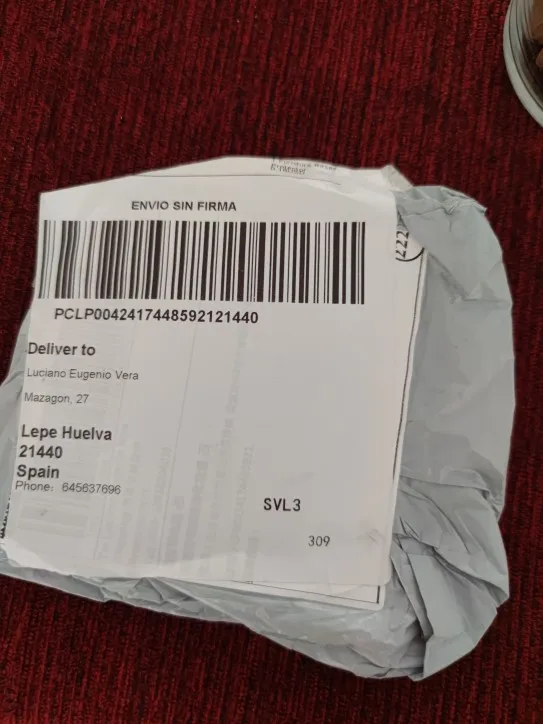 ENVIO SIN FIRMA
222
PCLP0042417448592121440
Deliver to
Luciano Eugenio Vera
Mazagon, 27
Lepe Huelva
21440
Spain
Phone: 645637696
SVL3
309